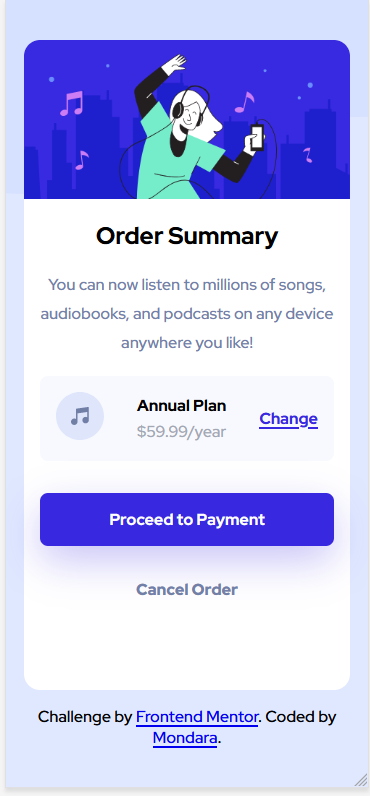 Order Summary
You can now listen to millions of songs,
audiobooks, and podcasts on any device
anywhere you like!
Annual Plan
$59.99/year
Change
Proceed to Payment
Cancel Order
Challenge by Frontend Mentor. Coded by
Mondara.